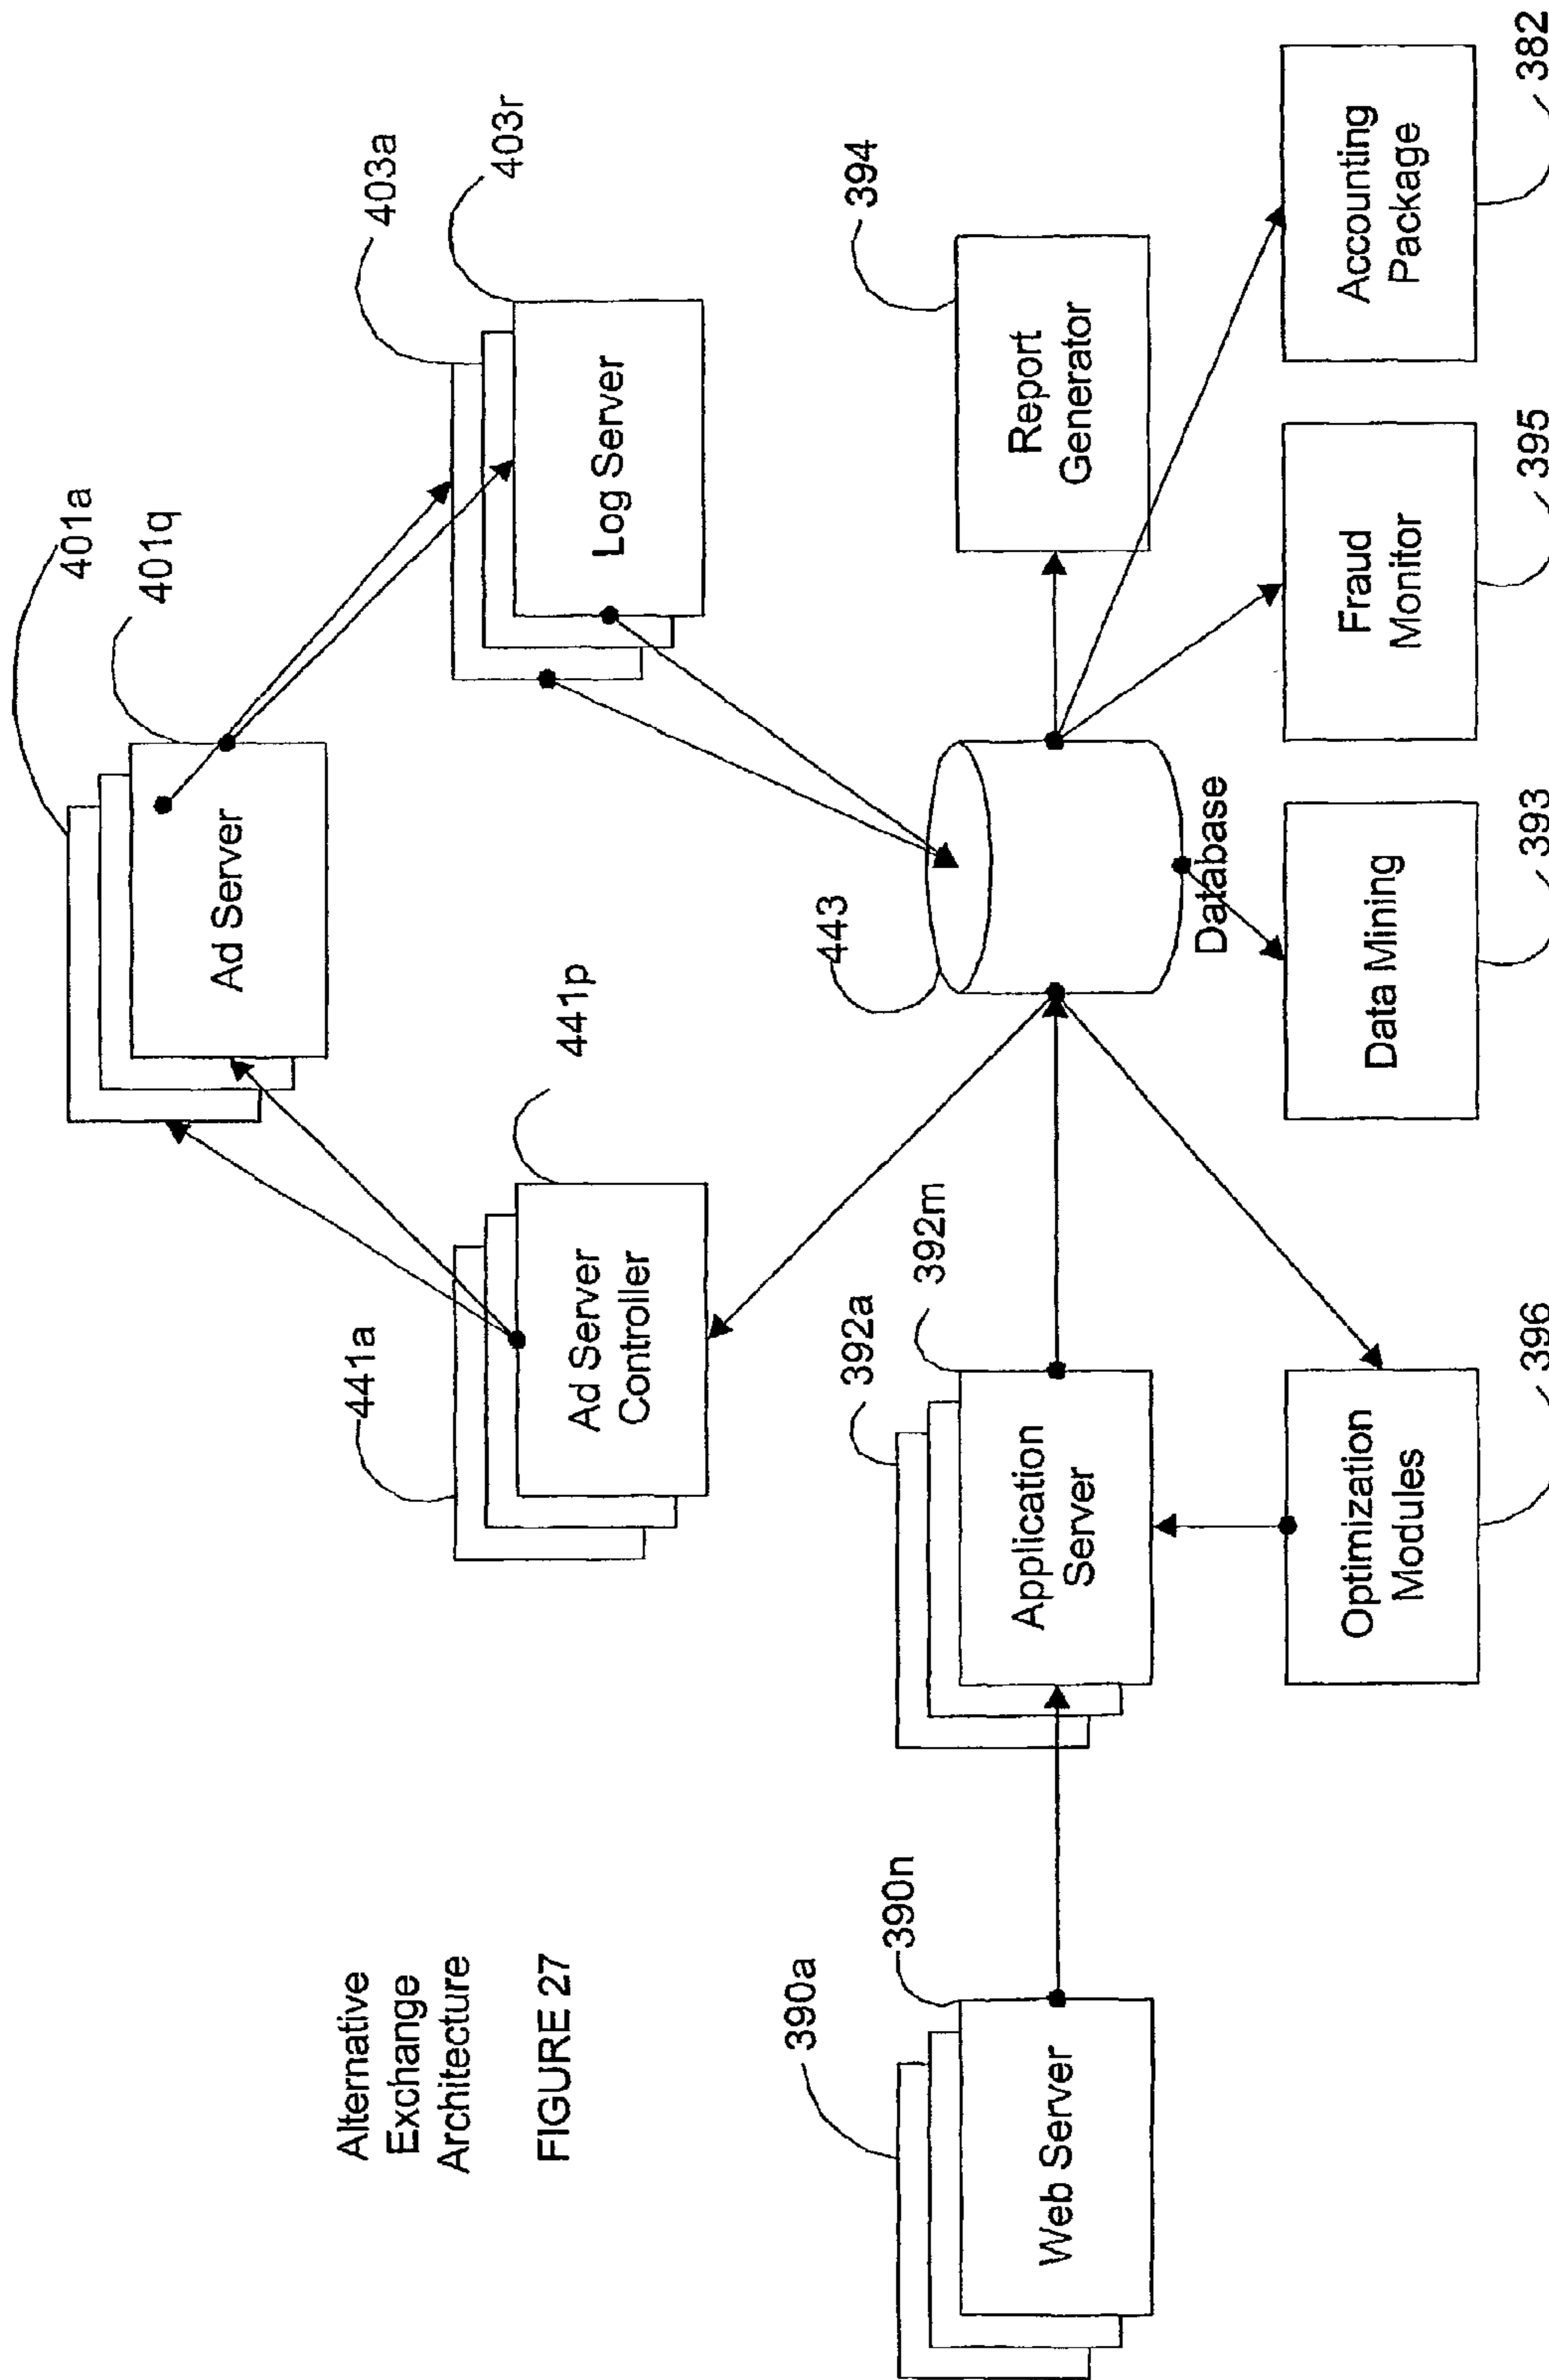 Alternative
Exchange
Architecture
FIGURE 27
401a
401q
Ad Server
403a
403r
Log Server
441a
441p
Ad Server
Controller
390a
390n
Web Server
392a
392m
Application
Server
443
Database
394
Report
Generator
Optimization
Modules
396
Data Mining
393
Fraud
Monitor
395
Accounting
Package
382